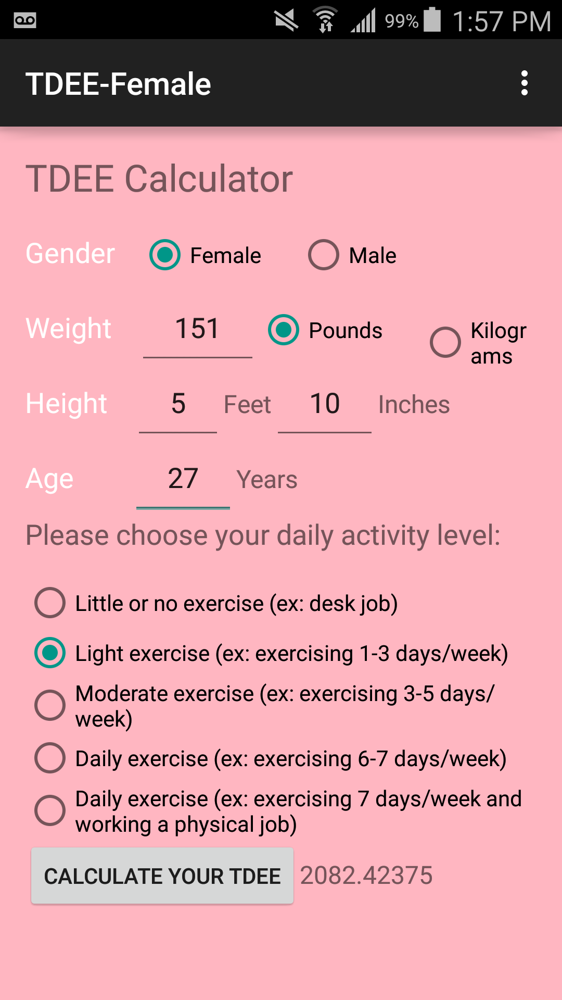 99% 1:57 PM
TDEE-Female
TDEE Calculator
Gender Female Male
Weight 151 Pounds Kilogr
ams
Height 5 Feet 10 Inches
Age 27 Years
Please choose your daily activity level:
Little or no exercise (ex: desk job)
Light exercise (ex: exercising 1-3 days/week)
Moderate exercise (ex: exercising 3-5 days/
week)
Daily exercise (ex: exercising 6-7 days/week)
Daily exercise (ex: exercising 7 days/week and
working a physical job)
CALCULATE YOUR TDEE 2082.42375